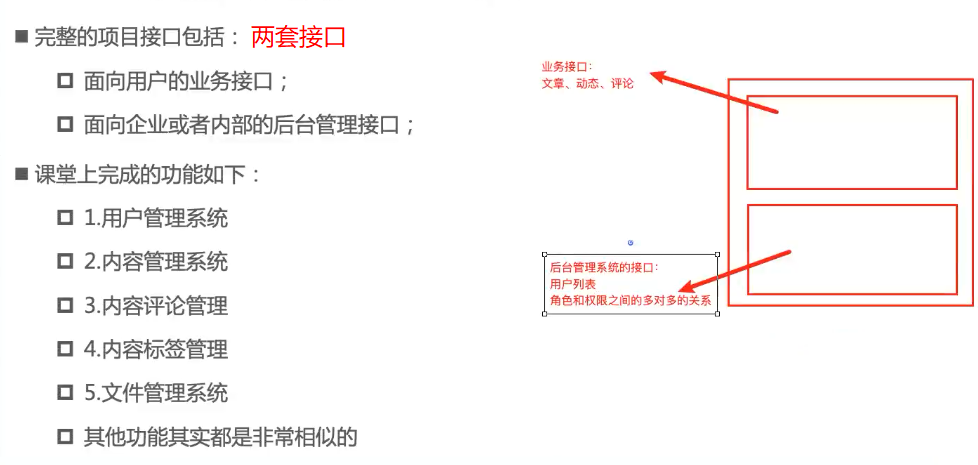 完整的项目接口包括： 两套接口
面向用户的业务接口；
面向企业或者内部的后台管理接口；
课堂上完成的功能如下：
1.用户管理系统
2.内容管理系统
3.内容评论管理
4.内容标签管理
5.文件管理系统
其他功能其实都是非常相似的
业务接口：
文章、动态、评论
后台管理系统的接口：
用户列表
角色和权限之间的多对多的关系